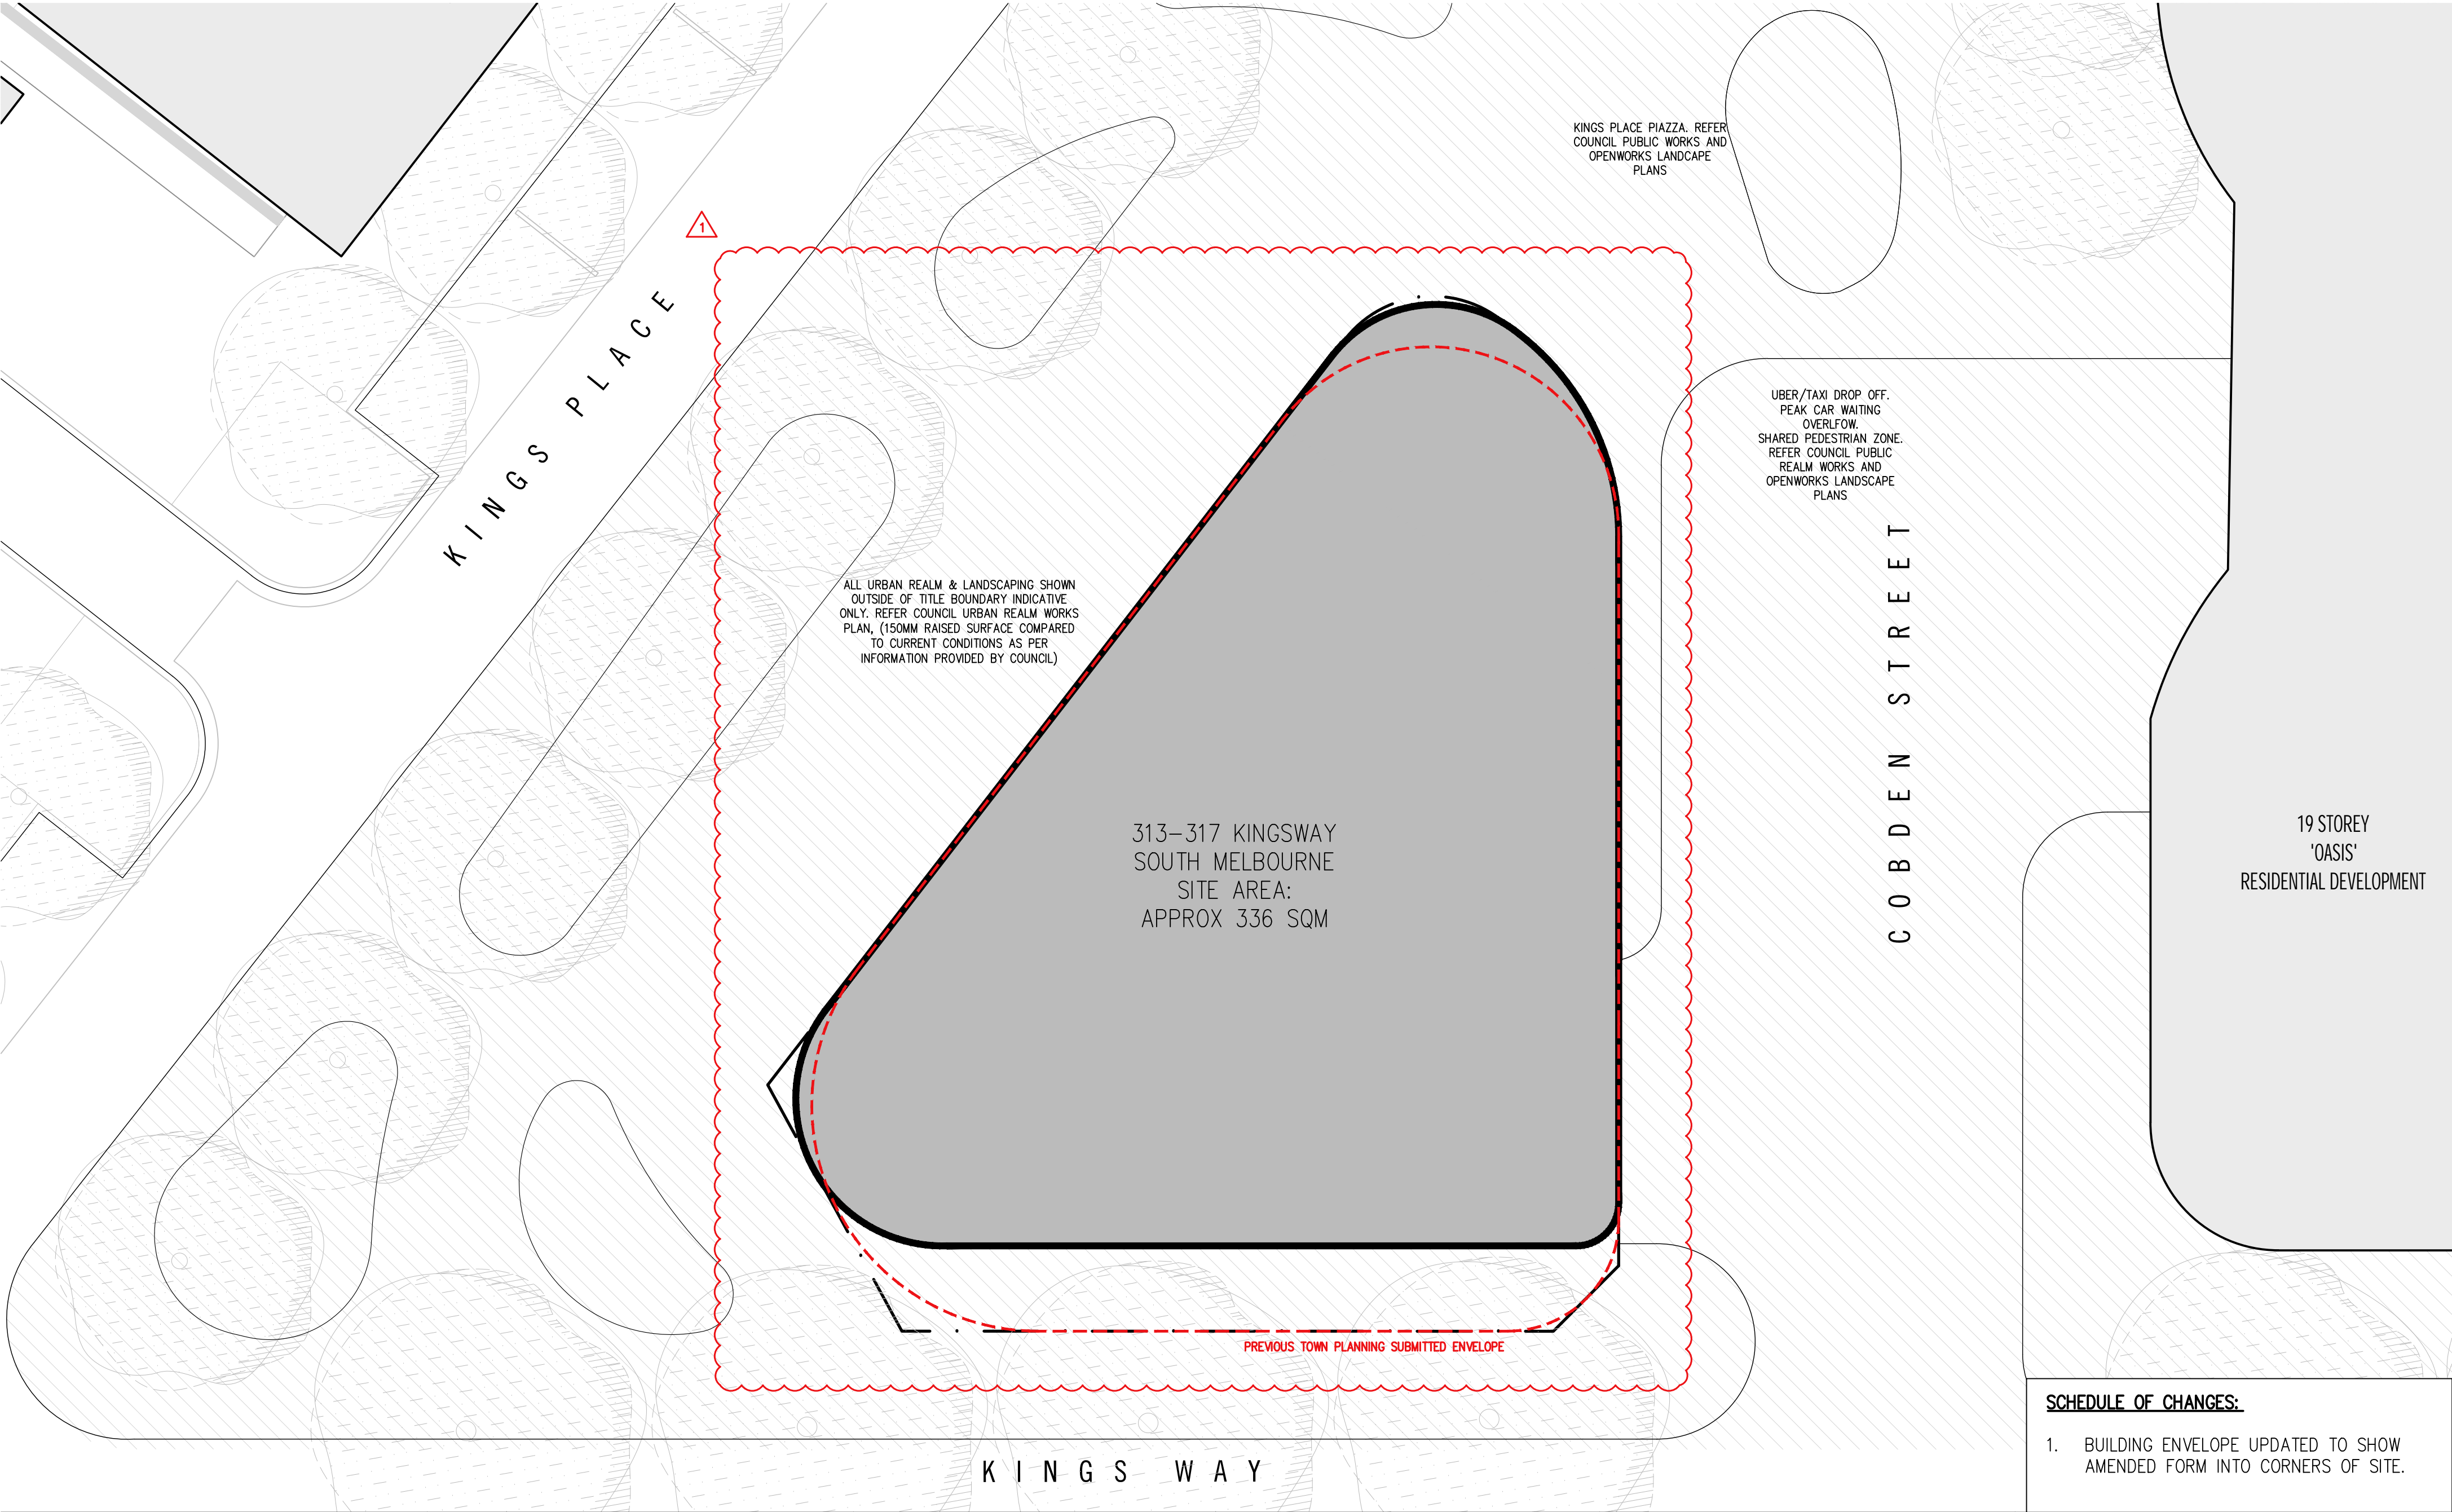 KINGS PLACE PIAZZA. REFER
COUNCIL PUBLIC WORKS AND
OPENWORKS LANDCAPE
PLANS
1
KINGS PLACE
UBER/TAXI DROP OFF.
PEAK CAR WAITING
OVERLFOW.
SHARED PEDESTRIAN ZONE.
REFER COUNCIL PUBLIC
REALM WORKS AND
OPENWORKS LANDSCAPE
PLANS
COBDEN STREET
ALL URBAN REALM & LANDSCAPING SHOWN
OUTSIDE OF TITLE BOUNDARY INDICATIVE
ONLY. REFER COUNCIL URBAN REALM WORKS
PLAN, (150MM RAISED SURFACE COMPARED
TO CURRENT CONDITIONS AS PER
INFORMATION PROVIDED BY COUNCIL)
313-317 KINGSWAY
SOUTH MELBOURNE
SITE AREA:
APPROX 336 SQM
19 STOREY
'OASIS'
RESIDENTIAL DEVELOPMENT
PREVIOUS TOWN PLANNING SUBMITTED ENVELOPE
KINGS WAY
SCHEDULE OF CHANGES:
1. BUILDING ENVELOPE UPDATED TO SHOW
AMENDED FORM INTO CORNERS OF SITE.